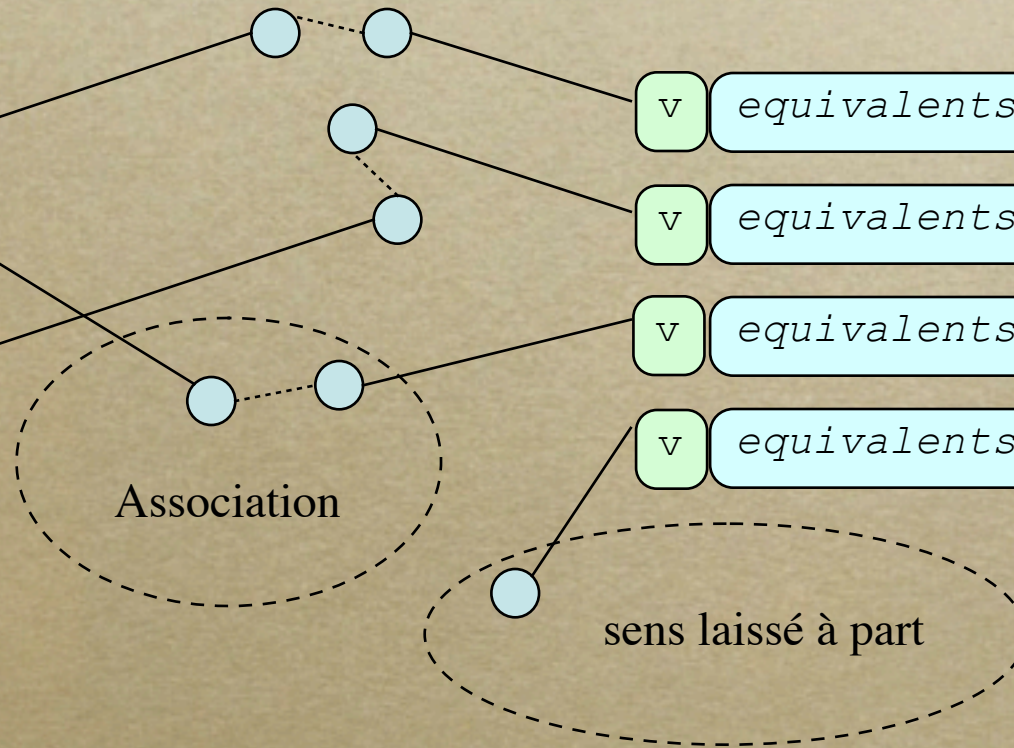 v equivalents
v equivalents
v equivalents
v equivalents
Association
sens laissé à part